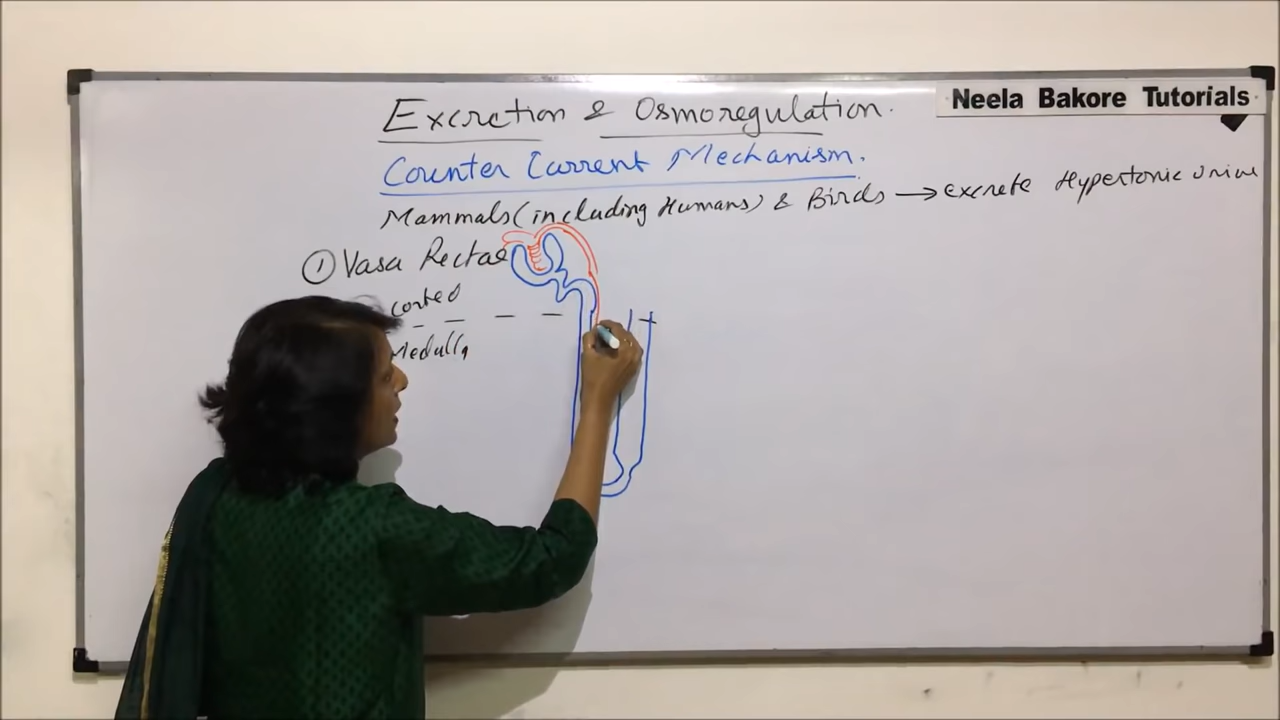 Neela Bakore Tutorials
Excretion & Osmoregulation.
Counter Current Mechanism.
Mammals (including Humans) & Birds → excrete Hypertonic urine
① Vasa Rectae
Cortex
Medulla